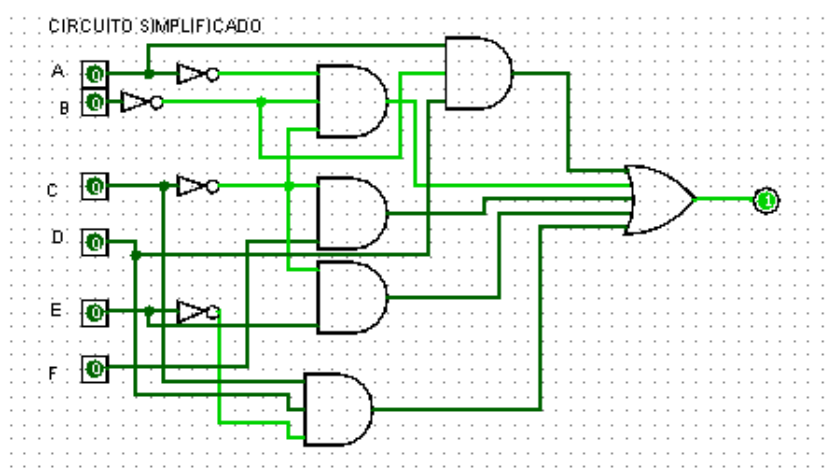 CIRCUITO SIMPLIFICADO
A 0
B 0
C 0
1
D 0
E 0
F 0